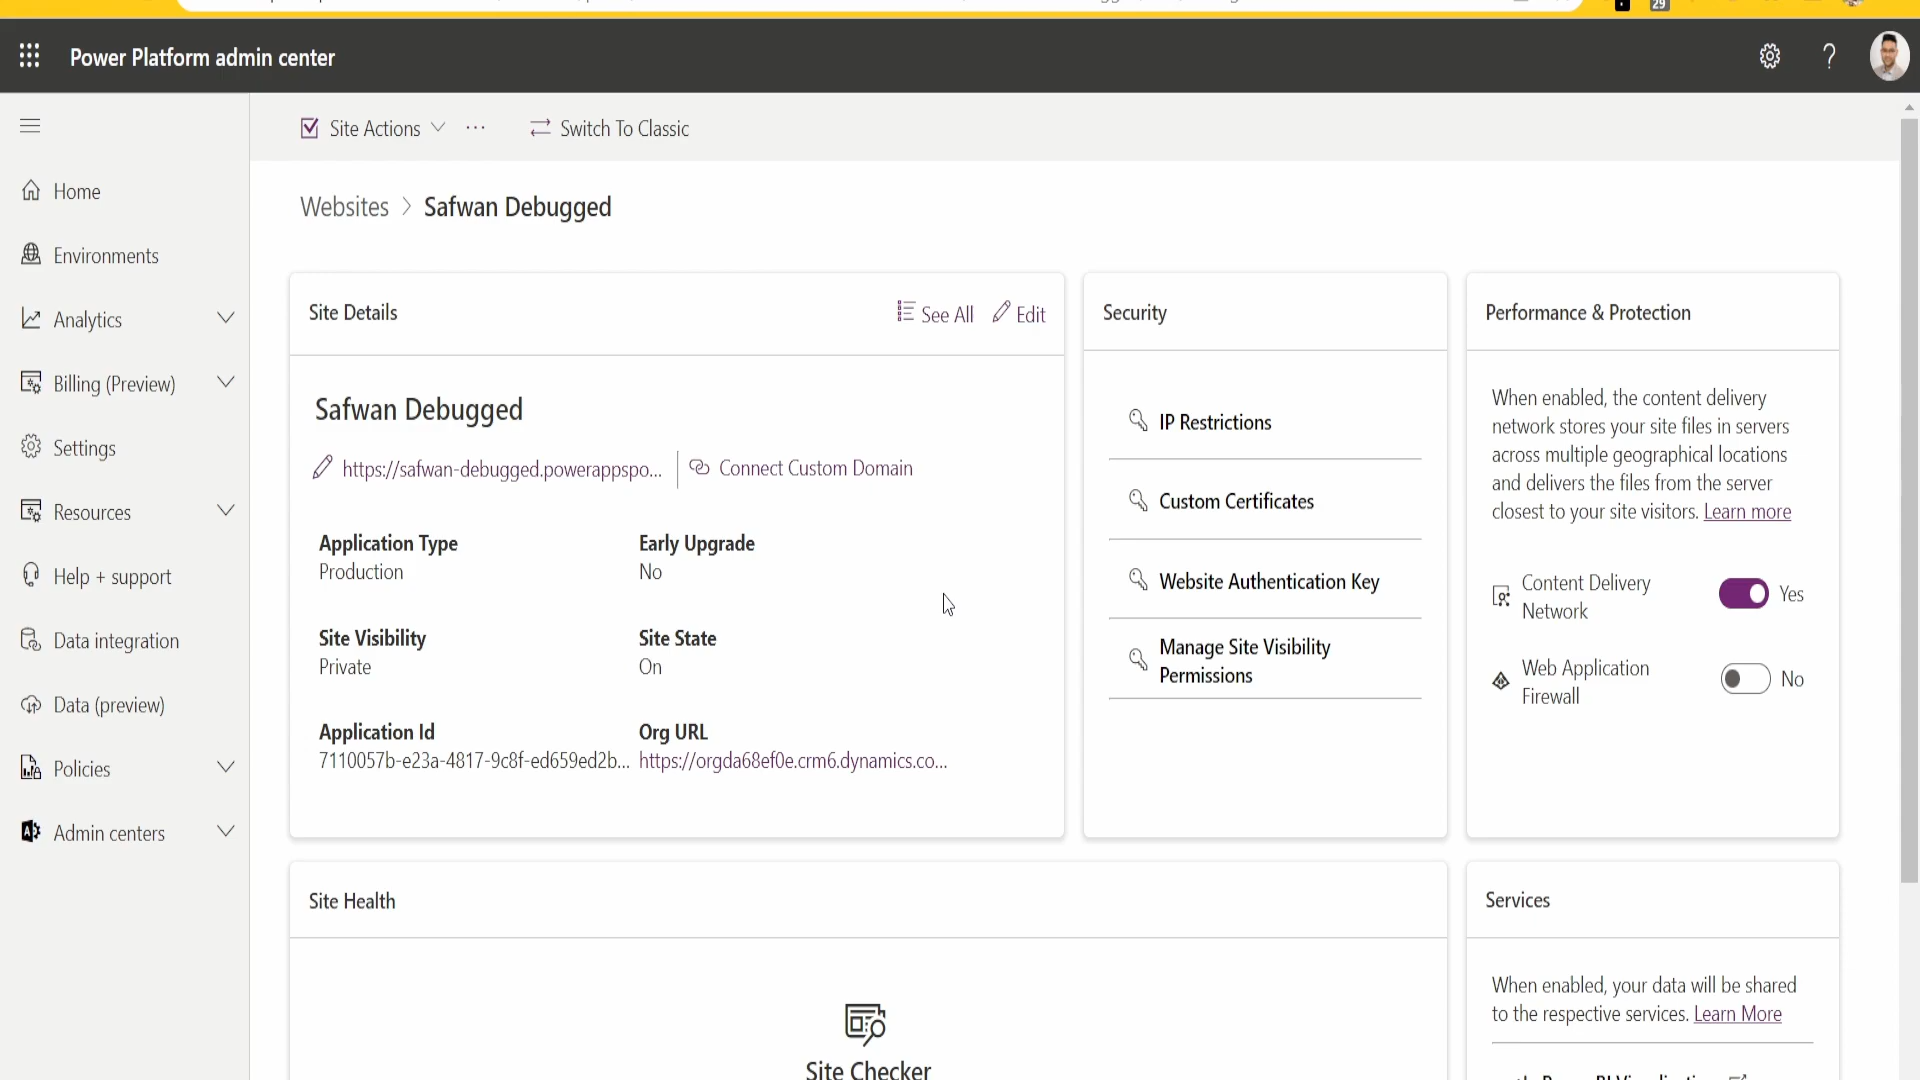 29
Power Platform admin center
?
Site Actions
Switch To Classic
Home
Environments
Analytics
Billing (Preview)
Settings
Resources
Help + support
Data integration
Data (preview)
Policies
Admin centers
Websites > Safwan Debugged
Site Details
See All
Edit
Safwan Debugged
https://safwan-debugged.powerappspo...
Connect Custom Domain
Application Type
Production
Early Upgrade
No
Site Visibility
Private
Site State
On
Application Id
7110057b-e23a-4817-9c8f-ed659ed2b...
Org URL
https://orgda68ef0e.crm6.dynamics.co...
Security
IP Restrictions
Custom Certificates
Website Authentication Key
Manage Site Visibility
Permissions
Performance & Protection
When enabled, the content delivery
network stores your site files in servers
across multiple geographical locations
and delivers the files from the server
closest to your site visitors. Learn more
Content Delivery
Network
Yes
Web Application
Firewall
No
Site Health
Site Checker
Services
When enabled, your data will be shared
to the respective services. Learn More